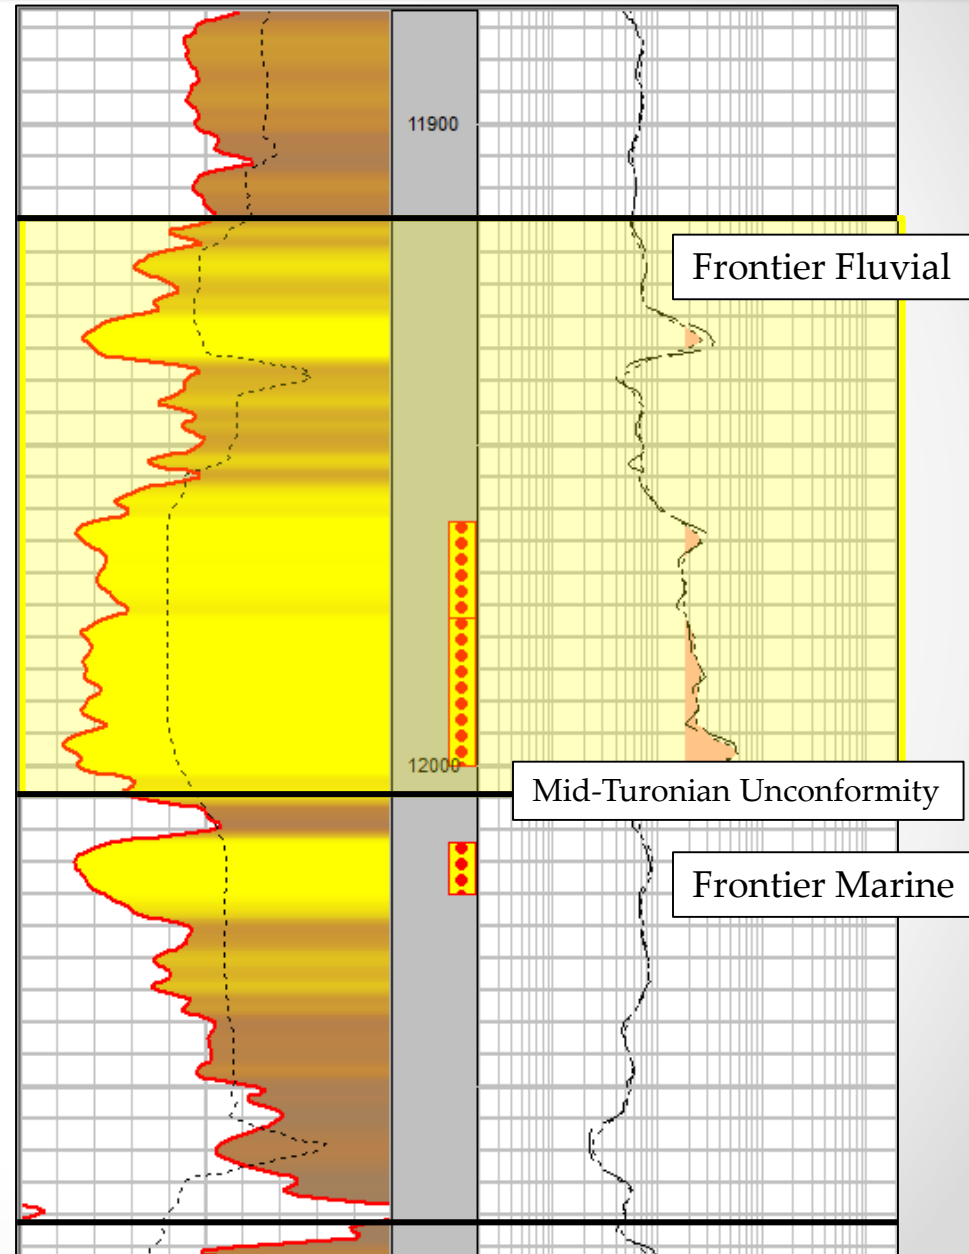 11900
Frontier Fluvial
12000
Mid-Turonian Unconformity
Frontier Marine